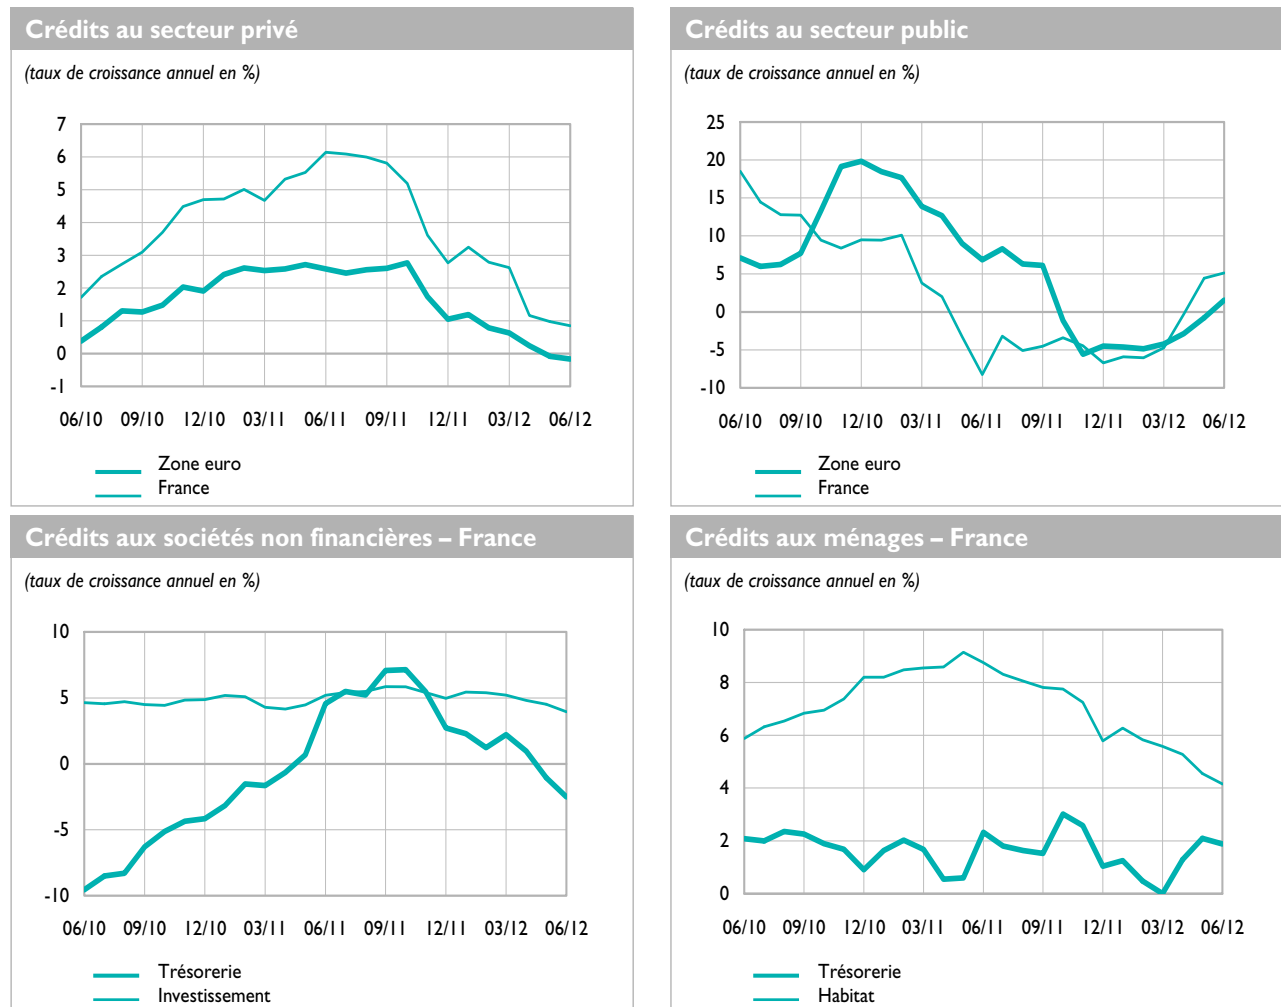 Crédits au secteur privé
(taux de croissance annuel en %)
7
6
5
4
3
2
1
0
-1
06/10 09/10 12/10 03/11 06/11 09/11 12/11 03/12 06/12
Zone euro
France
Crédits au secteur public
(taux de croissance annuel en %)
25
20
15
10
5
0
-5
-10
06/10 09/10 12/10 03/11 06/11 09/11 12/11 03/12 06/12
Zone euro
France
Crédits aux sociétés non financières – France
(taux de croissance annuel en %)
10
5
0
-5
-10
06/10 09/10 12/10 03/11 06/11 09/11 12/11 03/12 06/12
Trésorerie
Investissement
Crédits aux ménages – France
(taux de croissance annuel en %)
10
8
6
4
2
0
06/10 09/10 12/10 03/11 06/11 09/11 12/11 03/12 06/12
Trésorerie
Habitat